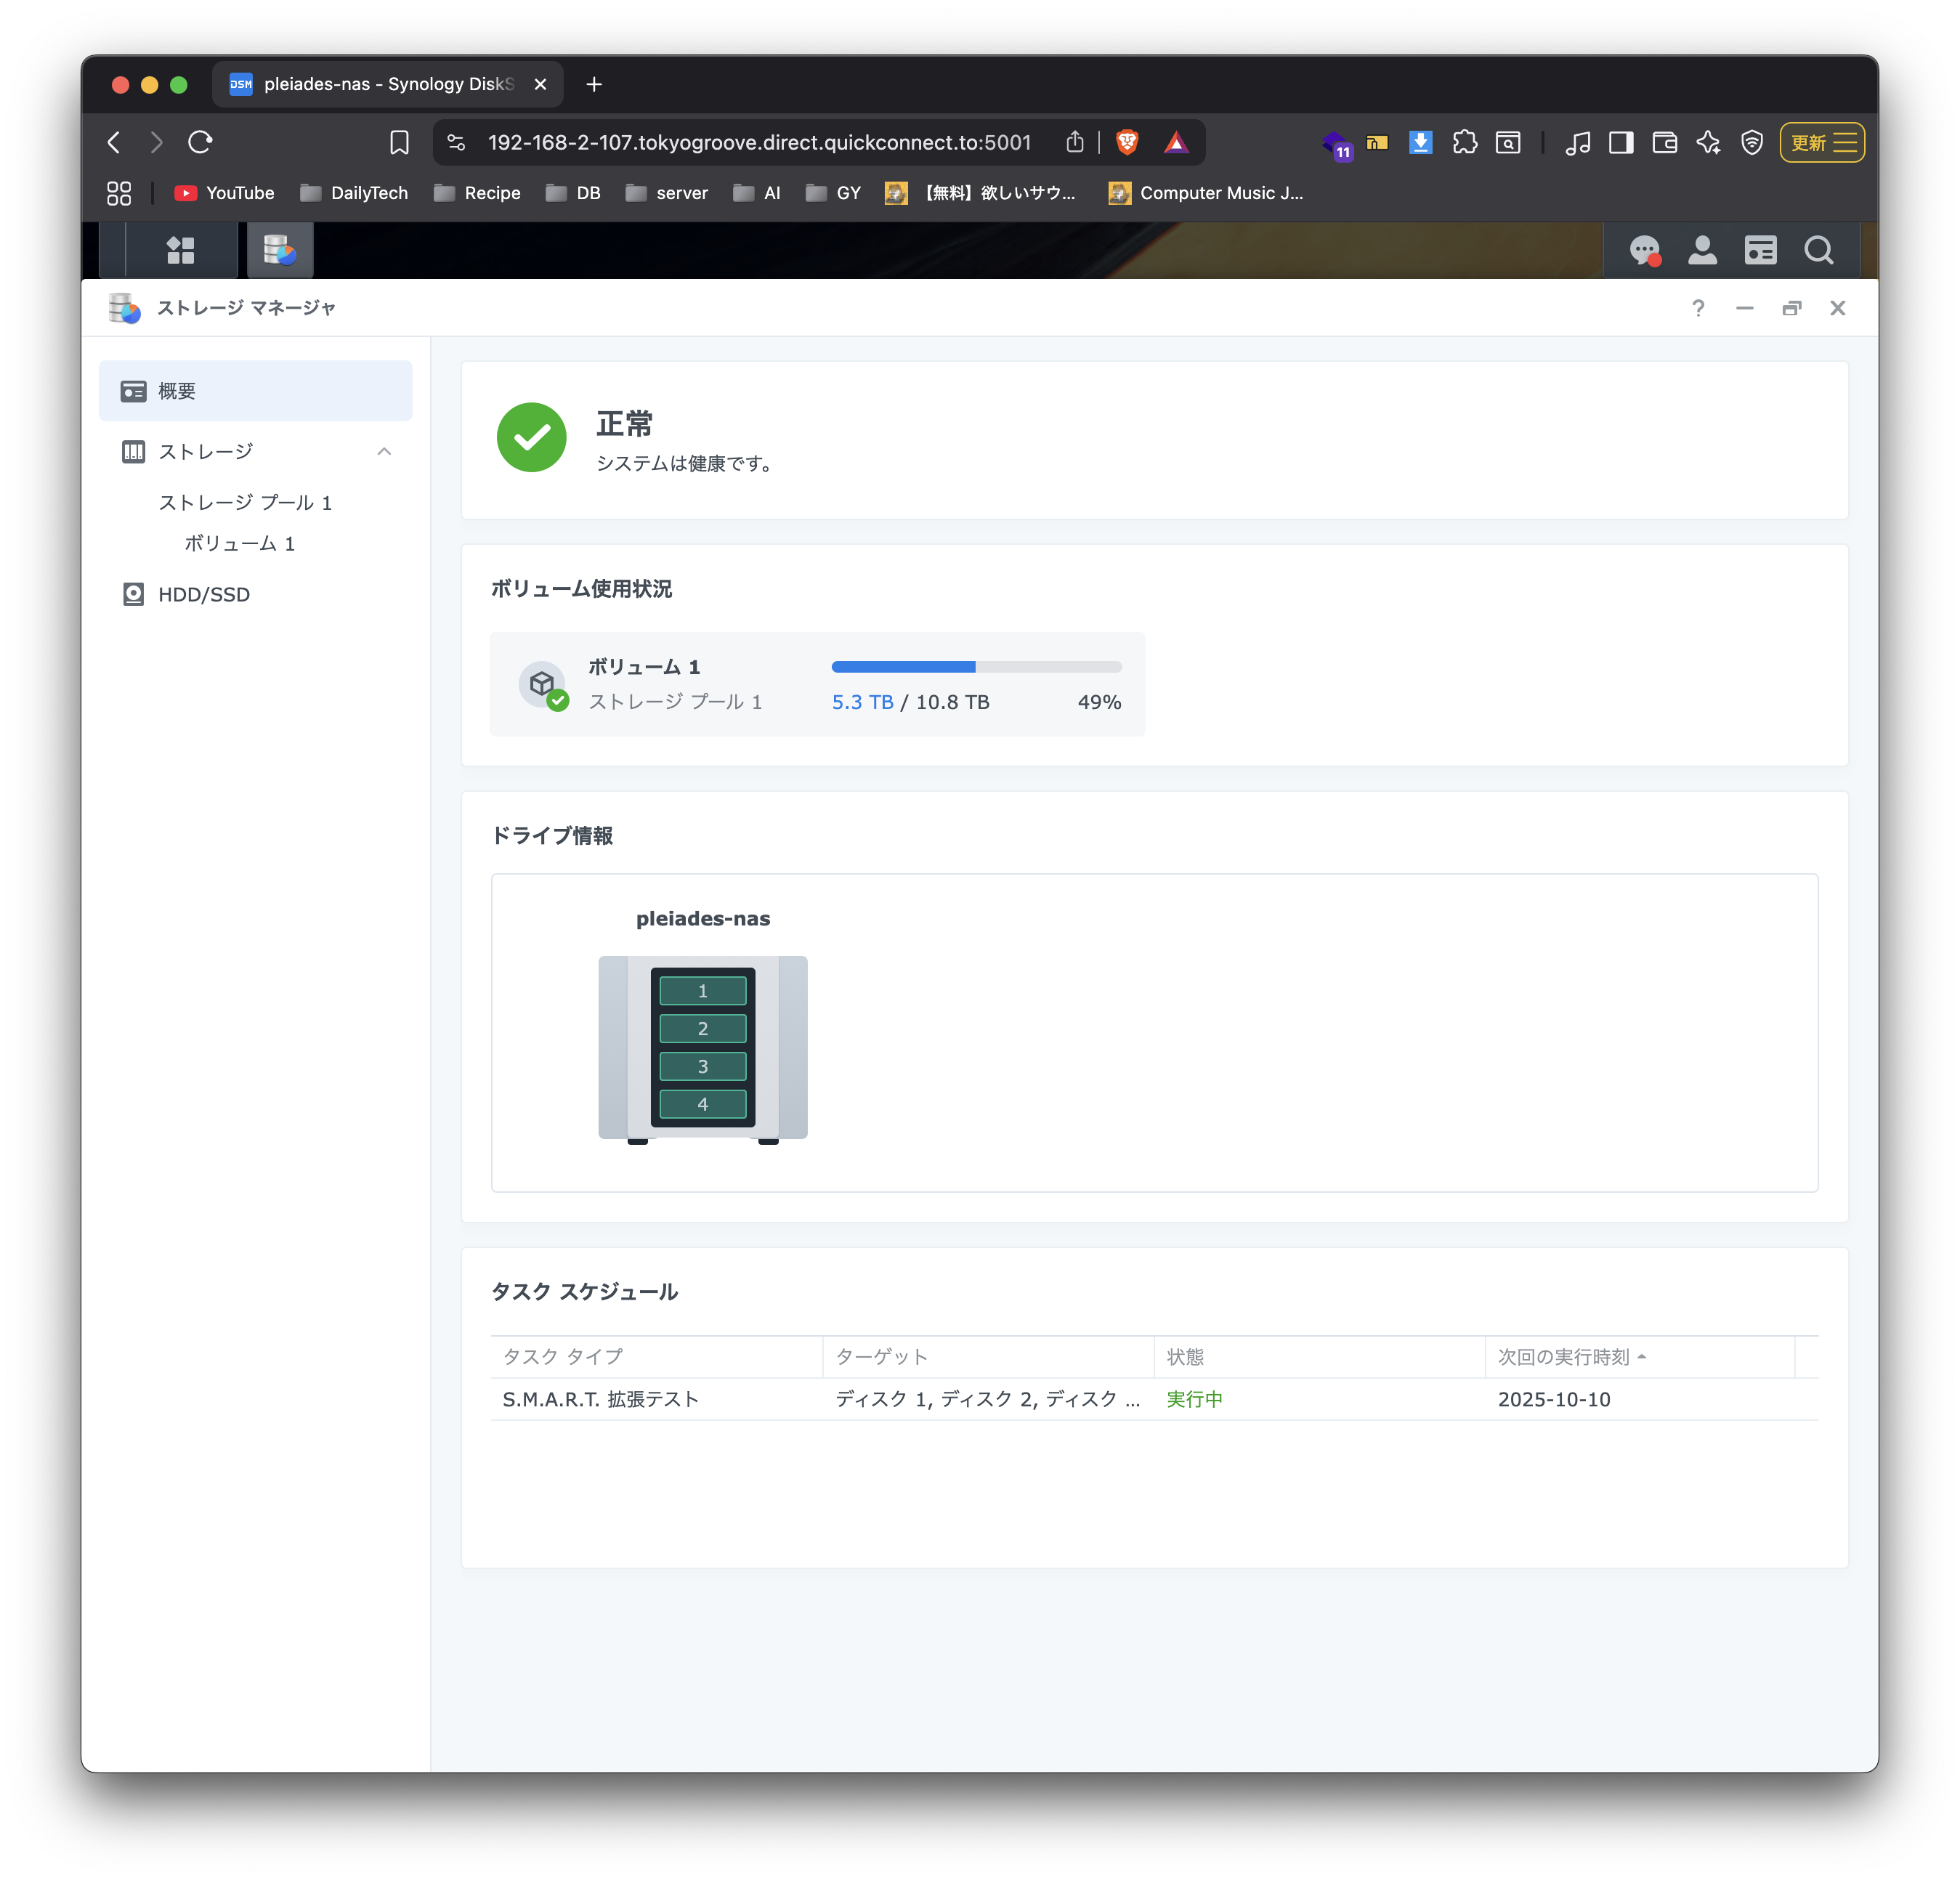 DSM pleiades-nas - Synology DiskS
192-168-2-107.tokyogroove.direct.quickconnect.to:5001
11
更新
YouTube DailyTech Recipe DB server AI GY 【無料】欲しいサウ... Computer Music J...
ストレージ マネージャ
概要
ストレージ
ストレージ プール 1
ボリューム 1
HDD/SSD
正常
システムは健康です。
ボリューム使用状況
ボリューム 1
ストレージ プール 1
5.3 TB / 10.8 TB 49%
ドライブ情報
pleiades-nas
1
2
3
4
タスク スケジュール
タスク タイプ ターゲット 状態 次回の実行時刻
S.M.A.R.T. 拡張テスト ディスク 1, ディスク 2, ディスク ... 実行中 2025-10-10